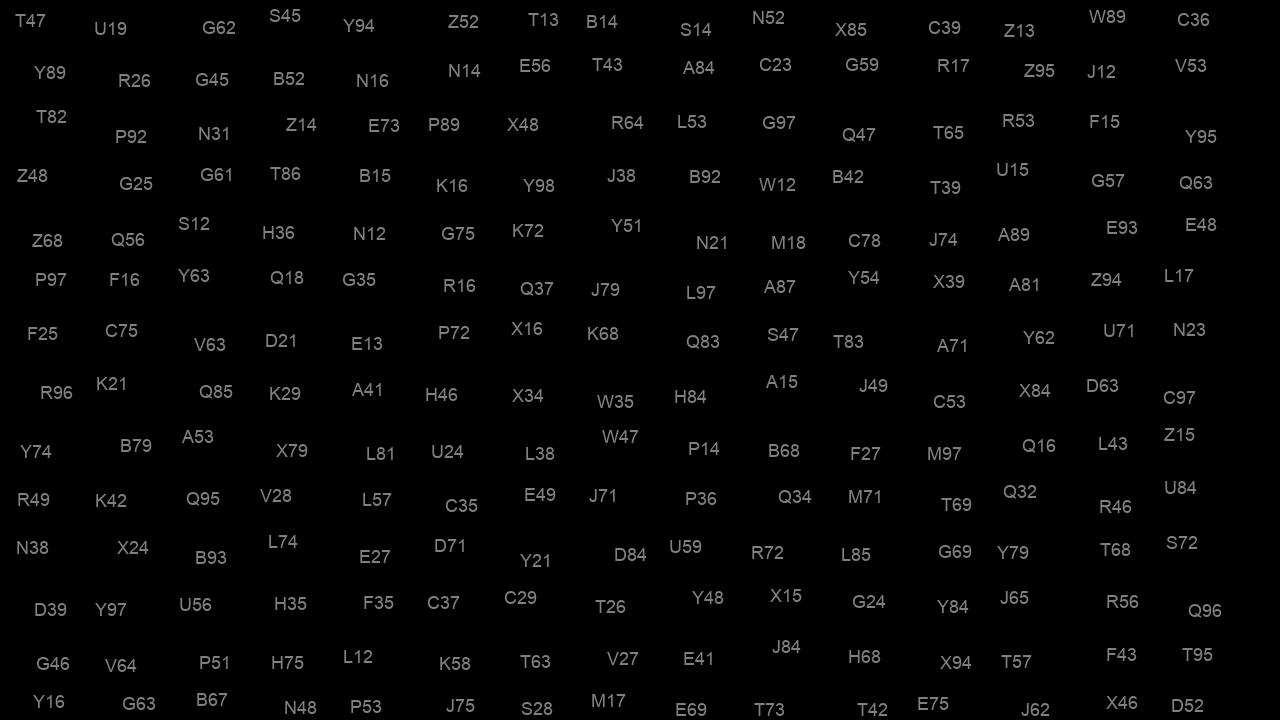 T47 U19 G62 S45 Y94 Z52 T13 B14 S14 N52 X85 C39 Z13 W89 C36
Y89 R26 G45 B52 N16 N14 E56 T43 A84 C23 G59 R17 Z95 J12 V53
T82 P92 N31 Z14 E73 P89 X48 R64 L53 G97 Q47 T65 R53 F15 Y95
Z48 G25 G61 T86 B15 K16 Y98 J38 B92 W12 B42 T39 U15 G57 Q63
Z68 Q56 S12 H36 N12 G75 K72 Y51 N21 M18 C78 J74 A89 E93 E48
P97 F16 Y63 Q18 G35 R16 Q37 J79 L97 A87 Y54 X39 A81 Z94 L17
F25 C75 V63 D21 E13 P72 X16 K68 Q83 S47 T83 A71 Y62 U71 N23
R96 K21 Q85 K29 A41 H46 X34 W35 H84 A15 J49 C53 X84 D63 C97
Y74 B79 A53 X79 L81 U24 L38 W47 P14 B68 F27 M97 Q16 L43 Z15
R49 K42 Q95 V28 L57 C35 E49 J71 P36 Q34 M71 T69 Q32 R46 U84
N38 X24 B93 L74 E27 D71 Y21 D84 U59 R72 L85 G69 Y79 T68 S72
D39 Y97 U56 H35 F35 C37 C29 T26 Y48 X15 G24 Y84 J65 R56 Q96
G46 V64 P51 H75 L12 K58 T63 V27 E41 J84 H68 X94 T57 F43 T95
Y16 G63 B67 N48 P53 J75 S28 M17 E69 T73 T42 E75 J62 X46 D52